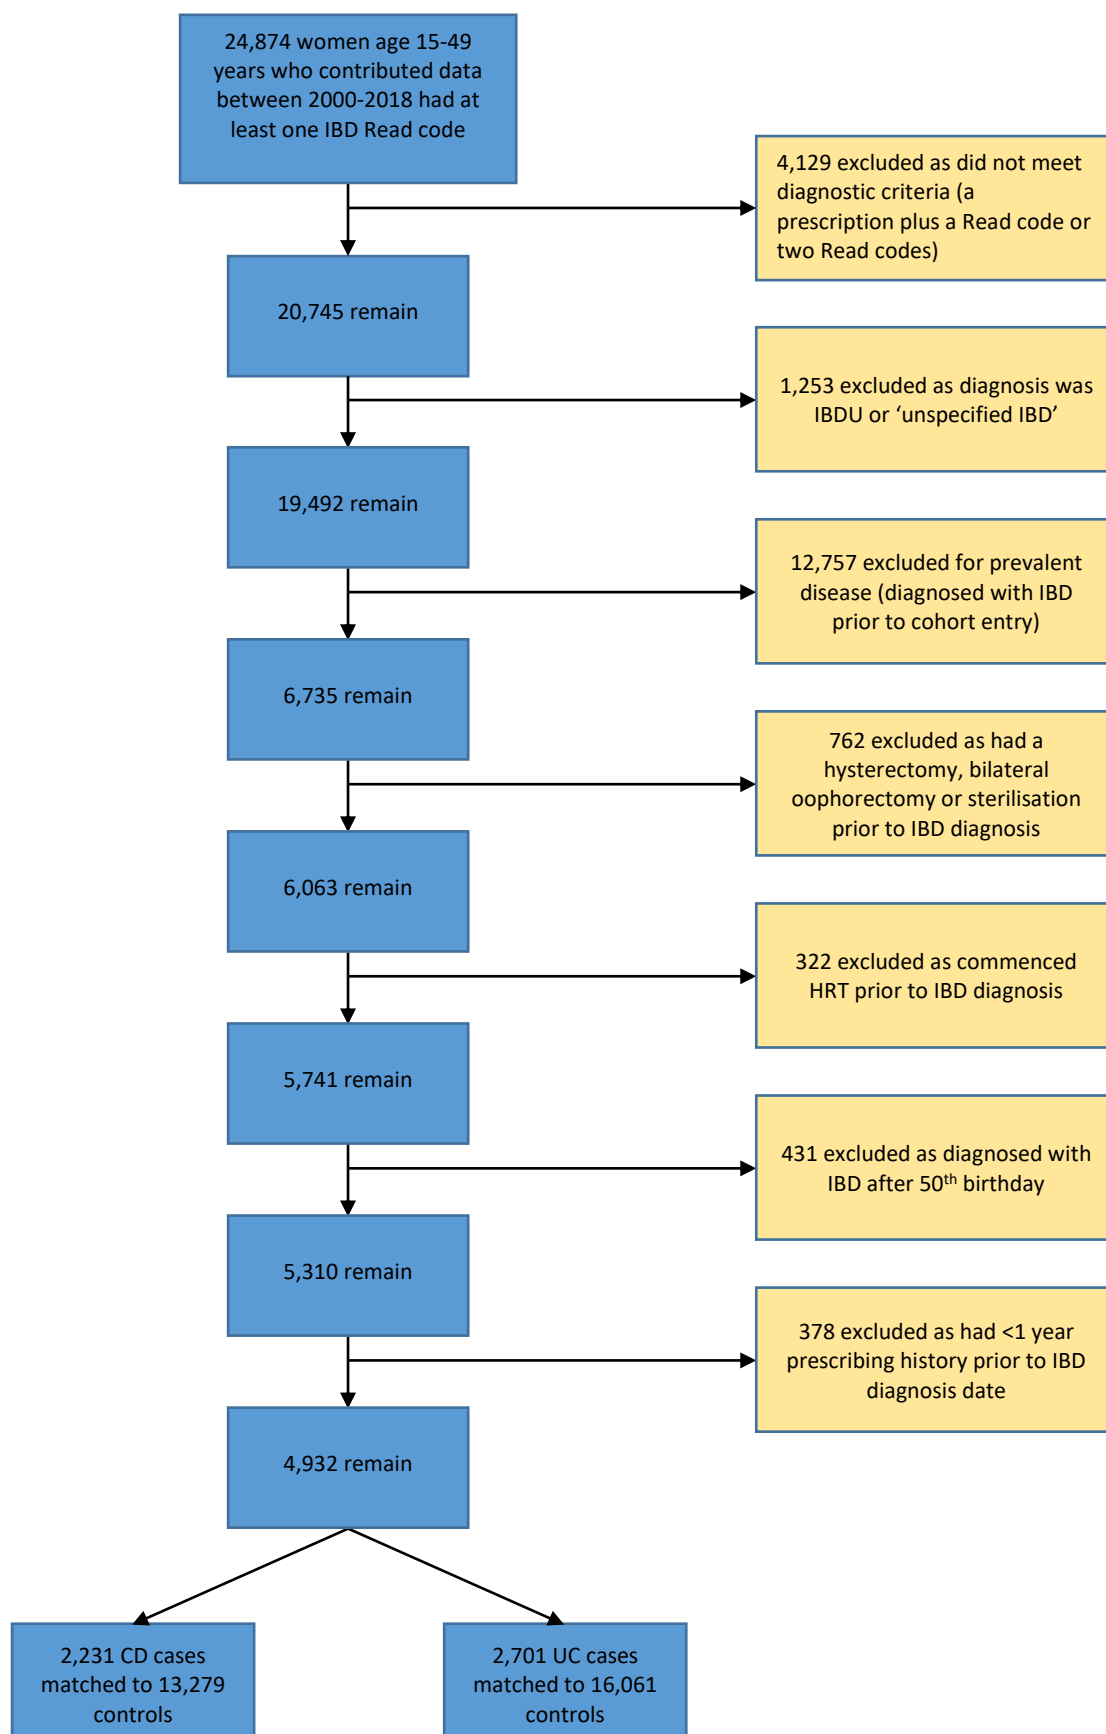 24,874 women age 15-49
years who contributed data
between 2000-2018 had at
least one IBD Read code
4,129 excluded as did not meet
diagnostic criteria (a
prescription plus a Read code or
two Read codes)
20,745 remain
1,253 excluded as diagnosis was
IBDU or ‘unspecified IBD’
19,492 remain
12,757 excluded for prevalent
disease (diagnosed with IBD
prior to cohort entry)
6,735 remain
762 excluded as had a
hysterectomy, bilateral
oophorectomy or sterilisation
prior to IBD diagnosis
6,063 remain
322 excluded as commenced
HRT prior to IBD diagnosis
5,741 remain
431 excluded as diagnosed with
IBD after 50th birthday
5,310 remain
378 excluded as had <1 year
prescribing history prior to IBD
diagnosis date
4,932 remain
2,231 CD cases
matched to 13,279
controls
2,701 UC cases
matched to 16,061
controls